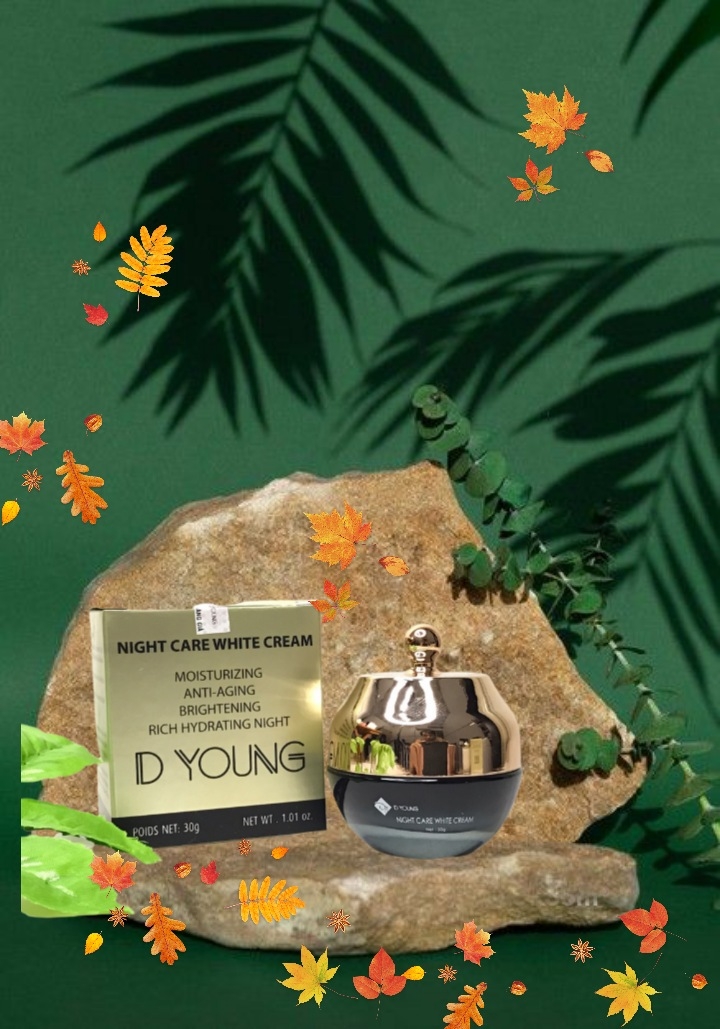 NIGHT CARE WHITE CREAM
MOISTURIZING
ANTI-AGING
BRIGHTENING
RICH HYDRATING NIGHT
D YOUNG
POIDS NET: 30g
NET WT . 1.01 oz.
D YOUNG
NIGHT CARE WHITE CREAM